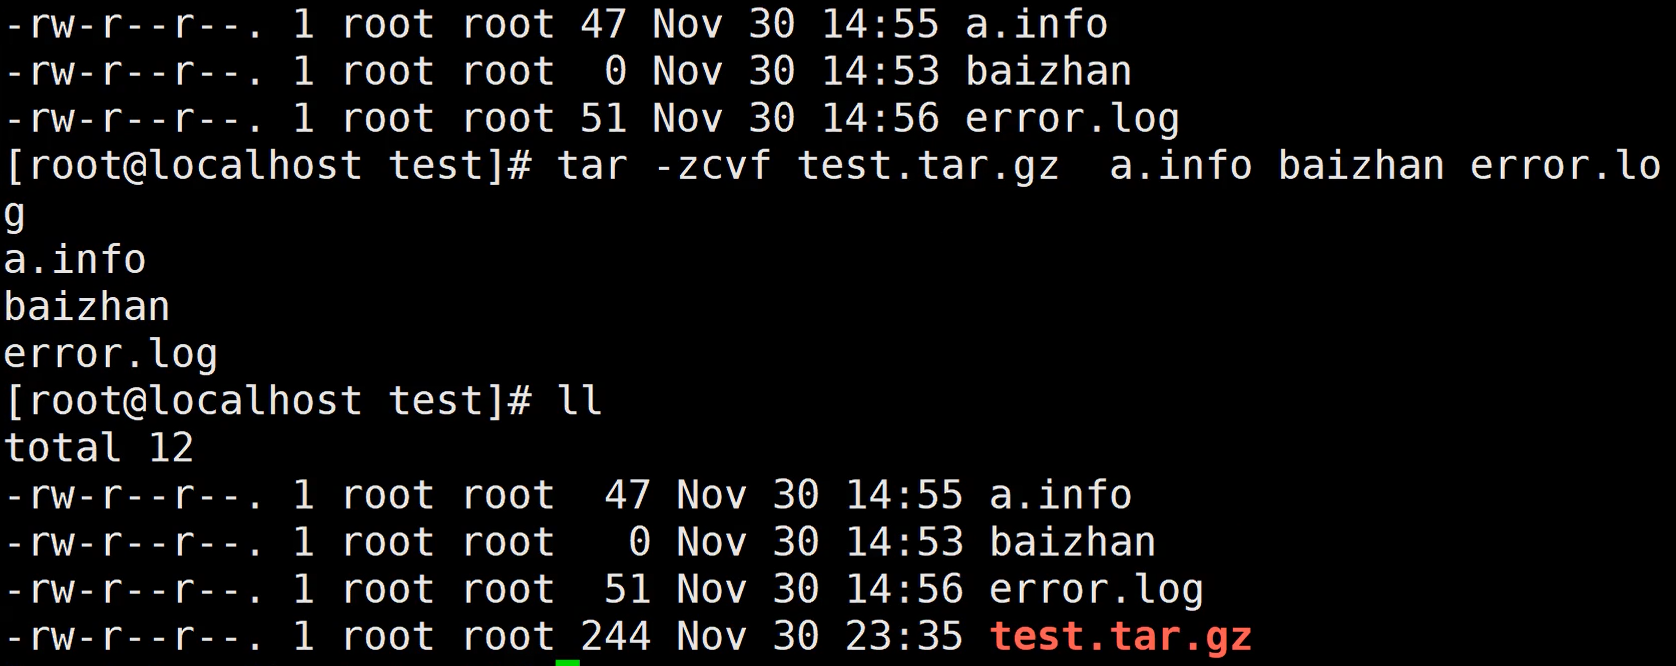 -rw-r--r--. 1 root root 47 Nov 30 14:55 a.info
-rw-r--r--. 1 root root  0 Nov 30 14:53 baizhan
-rw-r--r--. 1 root root 51 Nov 30 14:56 error.log
[root@localhost test]# tar -zcvf test.tar.gz  a.info baizhan error.lo
g
a.info
baizhan
error.log
[root@localhost test]# ll
total 12
-rw-r--r--. 1 root root  47 Nov 30 14:55 a.info
-rw-r--r--. 1 root root   0 Nov 30 14:53 baizhan
-rw-r--r--. 1 root root  51 Nov 30 14:56 error.log
-rw-r--r--. 1 root root 244 Nov 30 23:35 test.tar.gz